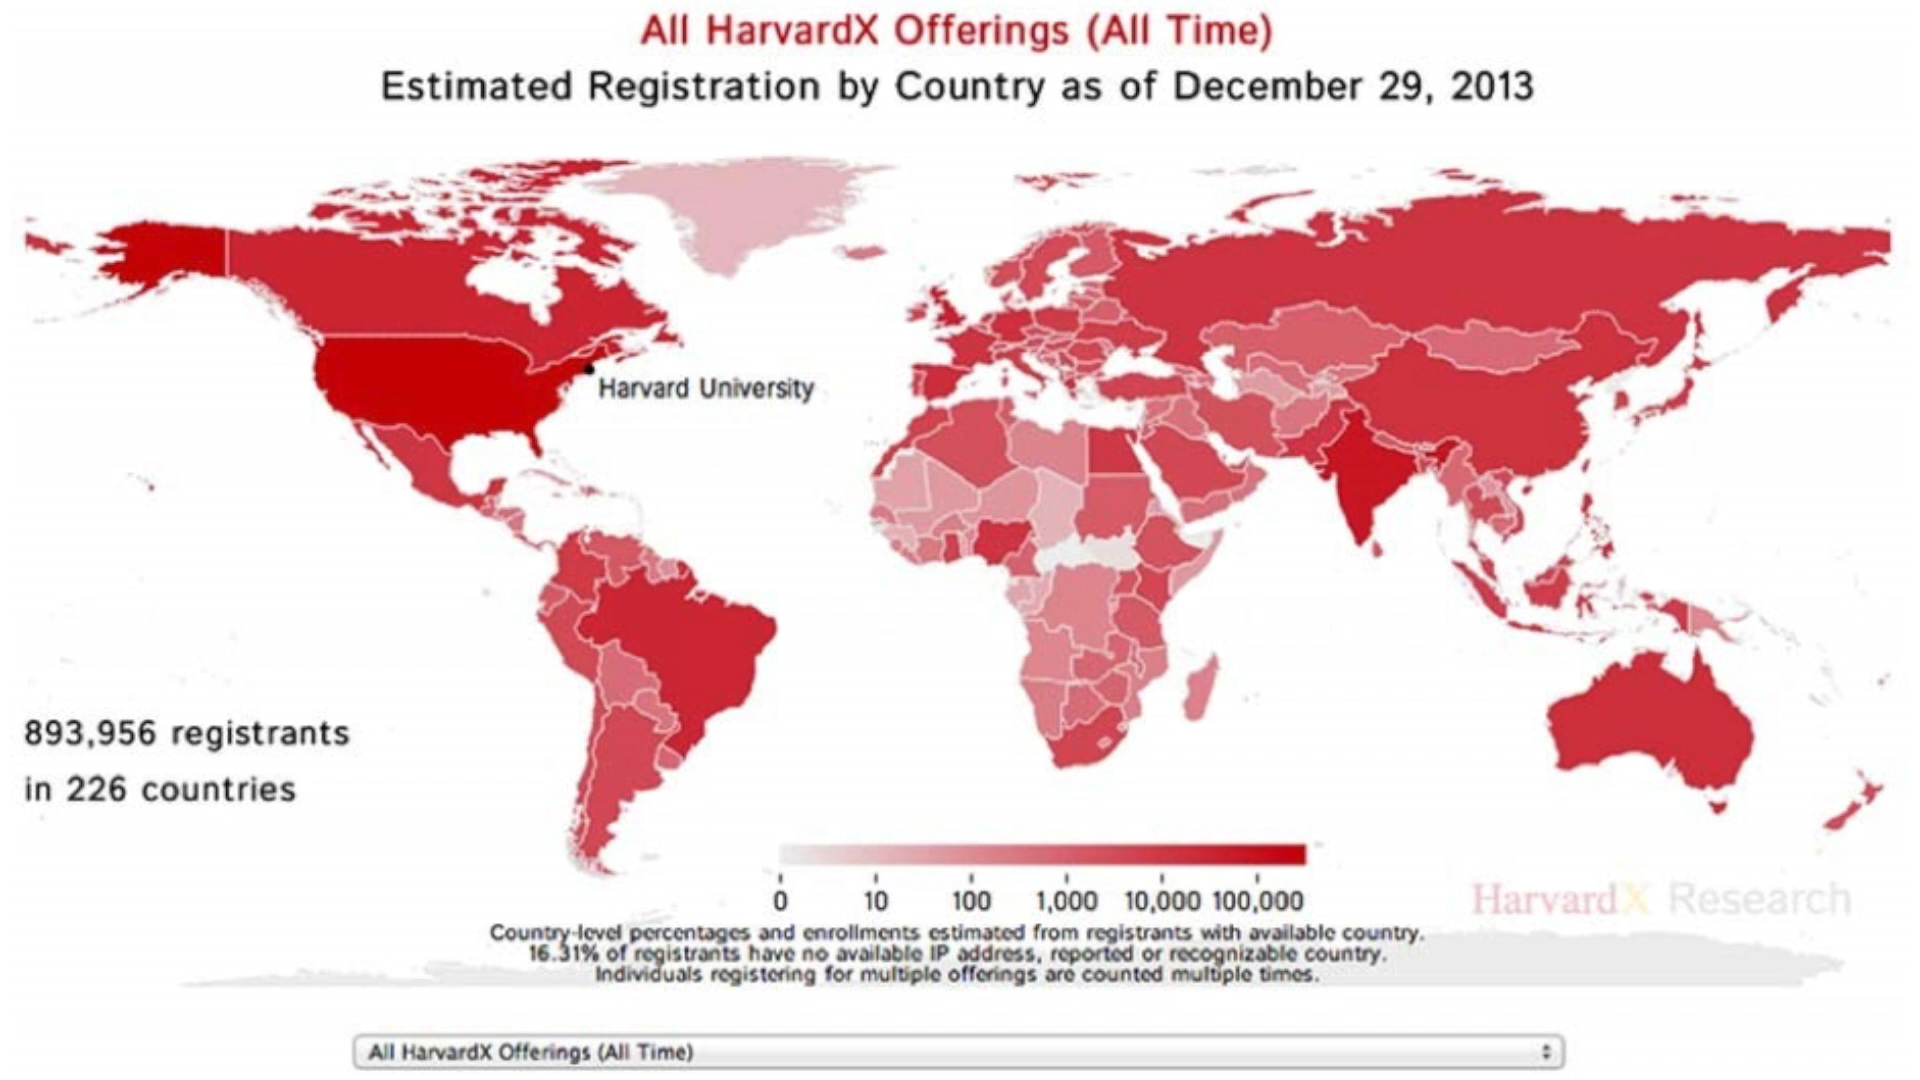 All HarvardX Offerings (All Time)
Estimated Registration by Country as of December 29, 2013
Harvard University
893,956 registrants
in 226 countries
0 10 100 1,000 10,000 100,000
HarvardX Research
Country-level percentages and enrollments estimated from registrants with available country.
16.31% of registrants have no available IP address, reported or recognizable country.
Individuals registering for multiple offerings are counted multiple times.
All HarvardX Offerings (All Time)